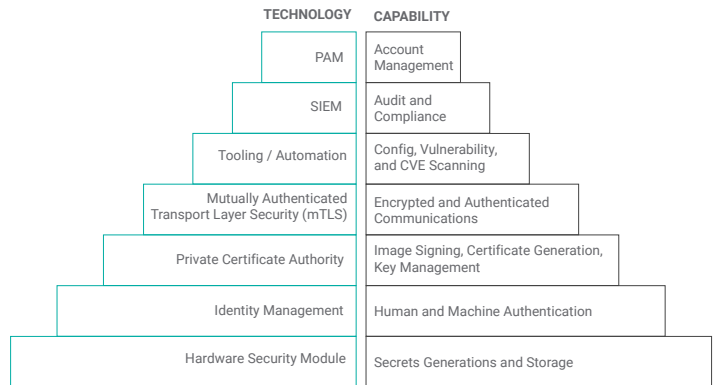 TECHNOLOGY
CAPABILITY
PAM
Account
Management
SIEM
Audit and
Compliance
Tooling / Automation
Config, Vulnerability,
and CVE Scanning
Mutually Authenticated
Transport Layer Security (mTLS)
Encrypted and Authenticated
Communications
Private Certificate Authority
Image Signing, Certificate Generation,
Key Management
Identity Management
Human and Machine Authentication
Hardware Security Module
Secrets Generations and Storage